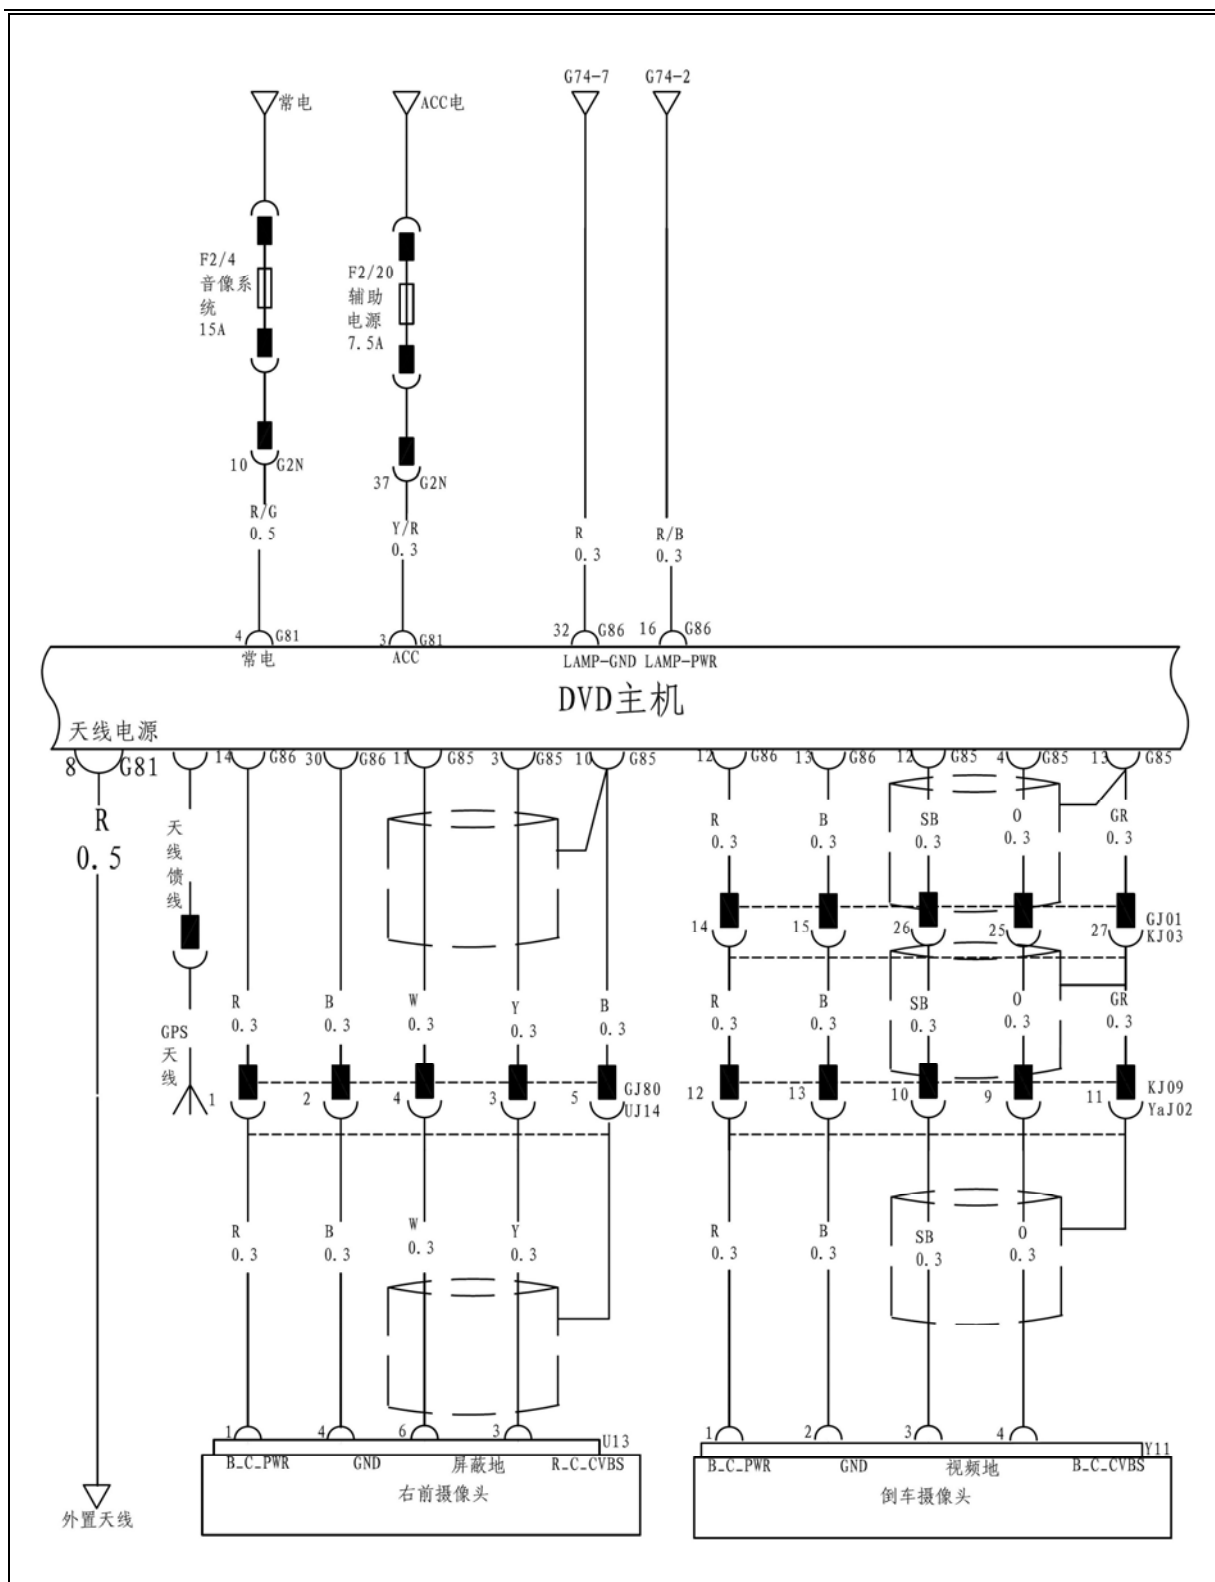 G74-7
G74-2
常电
ACC电
F2/4
音像系
统
15A
F2/20
辅助
电源
7.5A
10
G2N
37
G2N
R/G
0.5
Y/R
0.3
R
0.3
R/B
0.3
4
G81
3
G81
32
G86
16
G86
常电
ACC
LAMP-GND
LAMP-PWR
DVD主机
天线电源
8
G81
14
G86
30
G86
11
G85
3
G85
10
G85
12
G86
13
G86
12
G85
4
G85
13
G85
R
0.5
天
线
馈
线
R
0.3
B
0.3
SB
0.3
O
0.3
GR
0.3
14
15
26
25
27
GJ01
KJ03
GPS
天
线
R
0.3
B
0.3
W
0.3
Y
0.3
B
0.3
R
0.3
B
0.3
SB
0.3
O
0.3
GR
0.3
1
2
4
3
5
GJ80
UJ14
12
13
10
9
11
KJ09
YaJ02
R
0.3
B
0.3
W
0.3
Y
0.3
R
0.3
B
0.3
SB
0.3
O
0.3
1
4
6
3
U13
1
2
3
4
Y11
B_C_PWR
GND
屏蔽地
R_C_CVBS
右前摄像头
B_C_PWR
GND
视频地
B_C_CVBS
倒车摄像头
外置天线